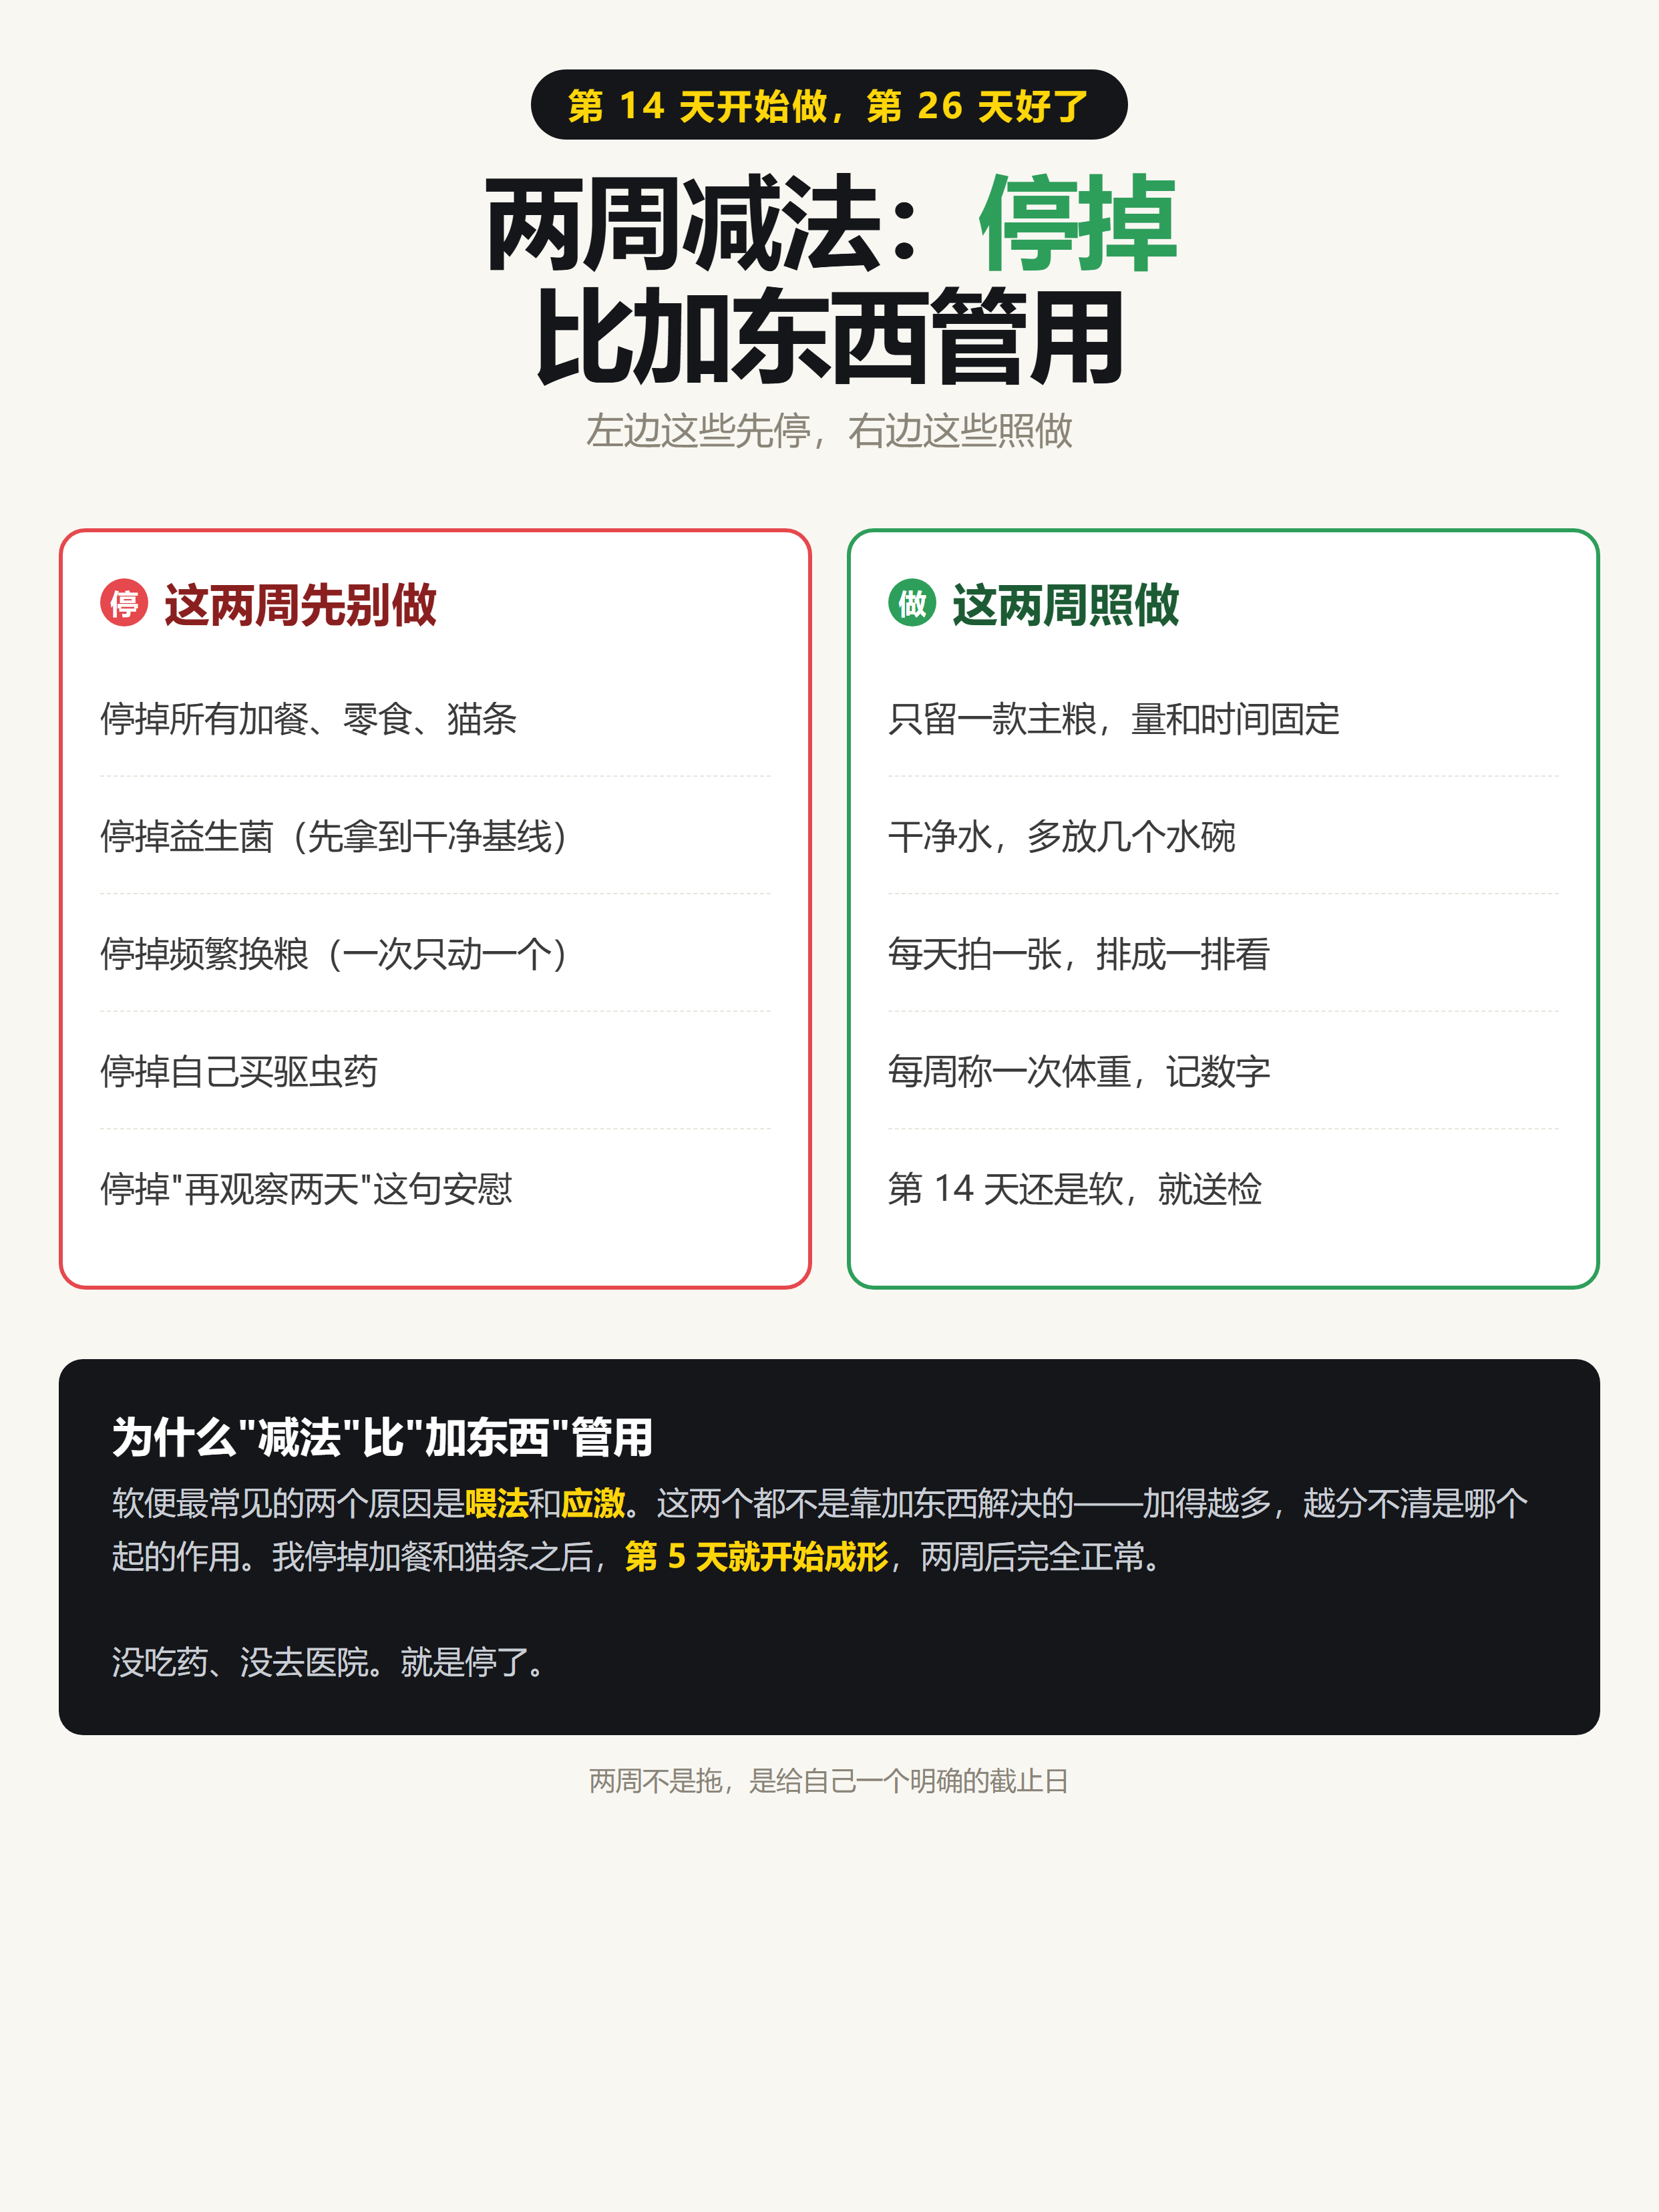 第 14 天开始做，第 26 天好了
两周减法：停掉
比加东西管用
左边这些先停，右边这些照做
停 这两周先别做
停掉所有加餐、零食、猫条
停掉益生菌（先拿到干净基线）
停掉频繁换粮（一次只动一个）
停掉自己买驱虫药
停掉"再观察两天"这句安慰
做 这两周照做
只留一款主粮，量和时间固定
干净水，多放几个水碗
每天拍一张，排成一排看
每周称一次体重，记数字
第 14 天还是软，就送检
为什么"减法"比"加东西"管用
软便最常见的两个原因是喂法和应激。这两个都不是靠加东西解决的——加得越多，越分不清是哪个
起的作用。我停掉加餐和猫条之后，第 5 天就开始成形，两周后完全正常。
没吃药、没去医院。就是停了。
两周不是拖，是给自己一个明确的截止日